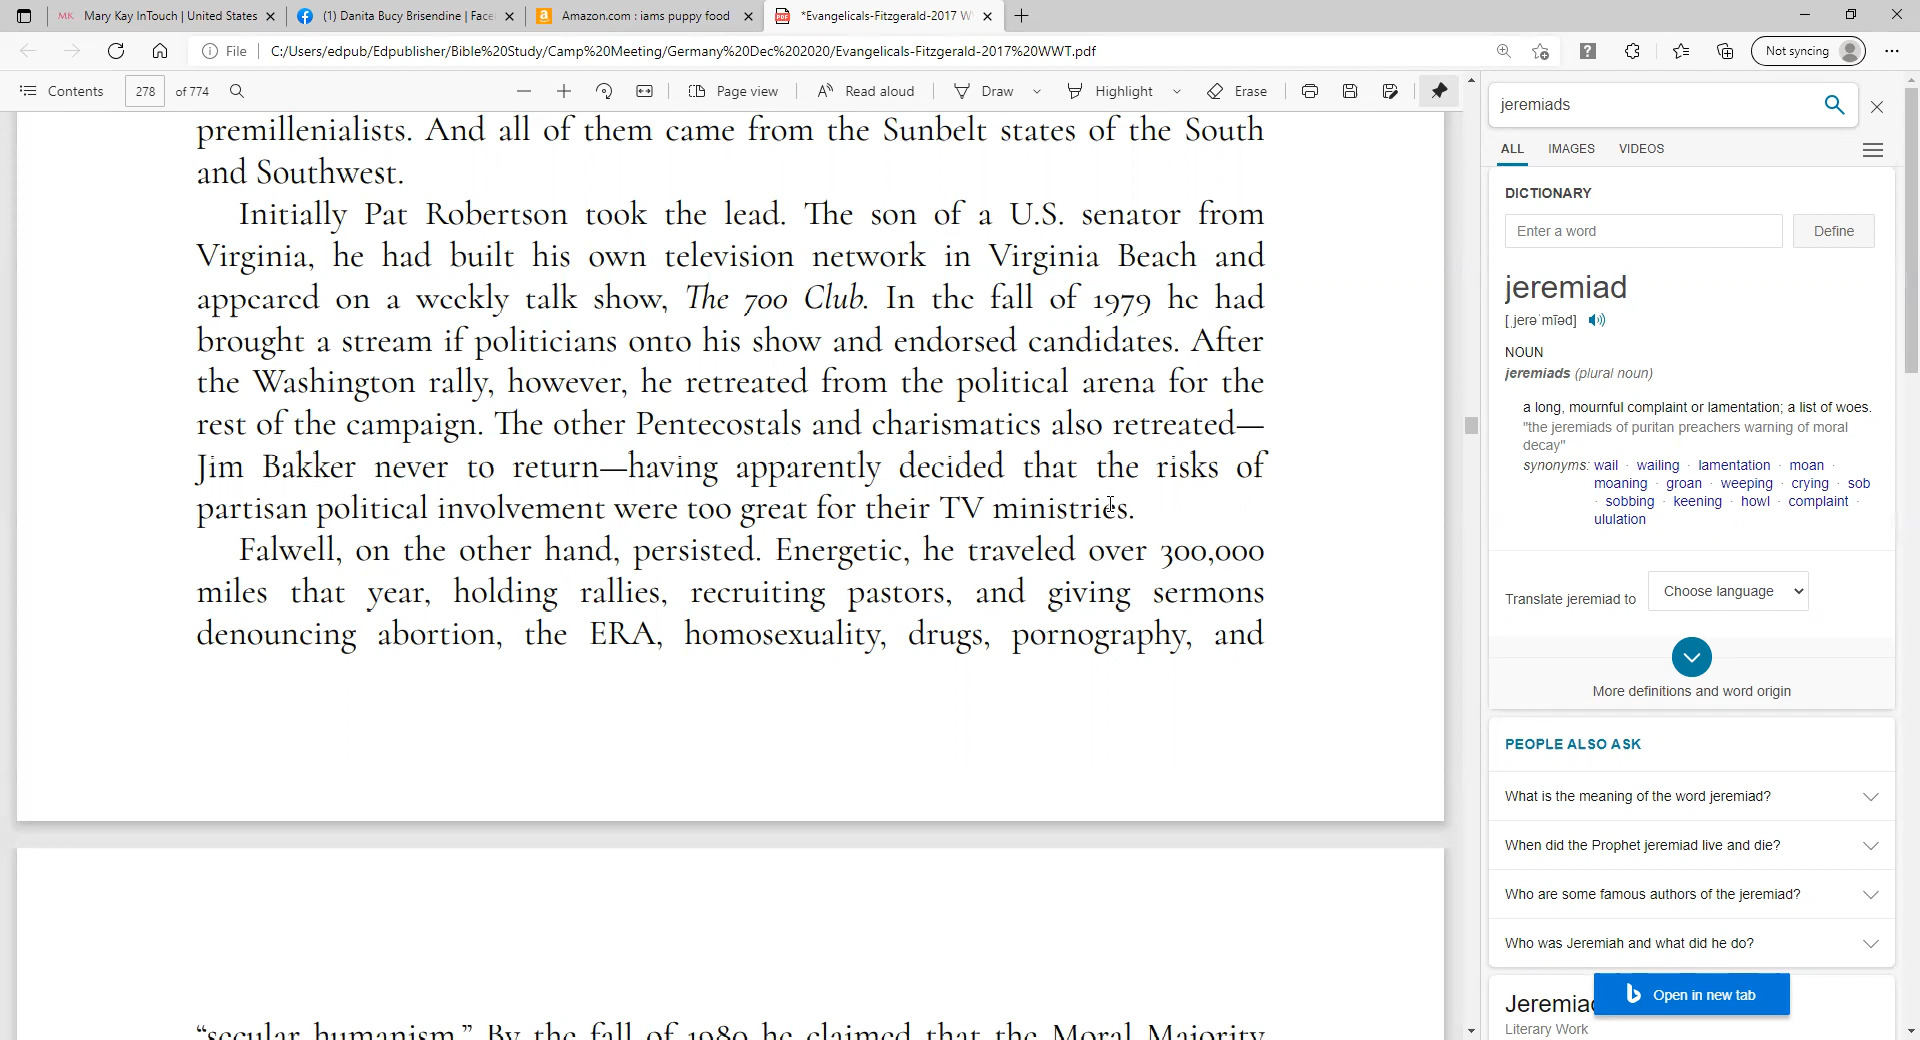 Mary Kay InTouch | United States
(1) Danita Bucy Brisendine | Face
Amazon.com : iams puppy food
*Evangelicals-Fitzgerald-2017 W
File
C:/Users/edpub/Edpublisher/Bible%20Study/Camp%20Meeting/Germany%20Dec%202020/Evangelicals-Fitzgerald-2017%20WWT.pdf
Not syncing
Contents
278 of 774
Page view
Read aloud
Draw
Highlight
Erase
premillenialists. And all of them came from the Sunbelt states of the South
and Southwest.
Initially Pat Robertson took the lead. The son of a U.S. senator from
Virginia, he had built his own television network in Virginia Beach and
appeared on a weekly talk show, The 700 Club. In the fall of 1979 he had
brought a stream if politicians onto his show and endorsed candidates. After
the Washington rally, however, he retreated from the political arena for the
rest of the campaign. The other Pentecostals and charismatics also retreated—
Jim Bakker never to return—having apparently decided that the risks of
partisan political involvement were too great for their TV ministries.
Falwell, on the other hand, persisted. Energetic, he traveled over 300,000
miles that year, holding rallies, recruiting pastors, and giving sermons
denouncing abortion, the ERA, homosexuality, drugs, pornography, and
“secular humanism.” By the fall of 1980 he claimed that the Moral Majority
jeremiads
ALL IMAGES VIDEOS
DICTIONARY
Enter a word
Define
jeremiad
[ˌjerəˈmīəd]
NOUN
jeremiads (plural noun)
a long, mournful complaint or lamentation; a list of woes.
"the jeremiads of puritan preachers warning of moral
decay"
synonyms: wail · wailing · lamentation · moan ·
moaning · groan · weeping · crying · sob
· sobbing · keening · howl · complaint ·
ululation
Translate jeremiad to
Choose language
More definitions and word origin
PEOPLE ALSO ASK
What is the meaning of the word jeremiad?
When did the Prophet jeremiad live and die?
Who are some famous authors of the jeremiad?
Who was Jeremiah and what did he do?
Open in new tab
Literary Work